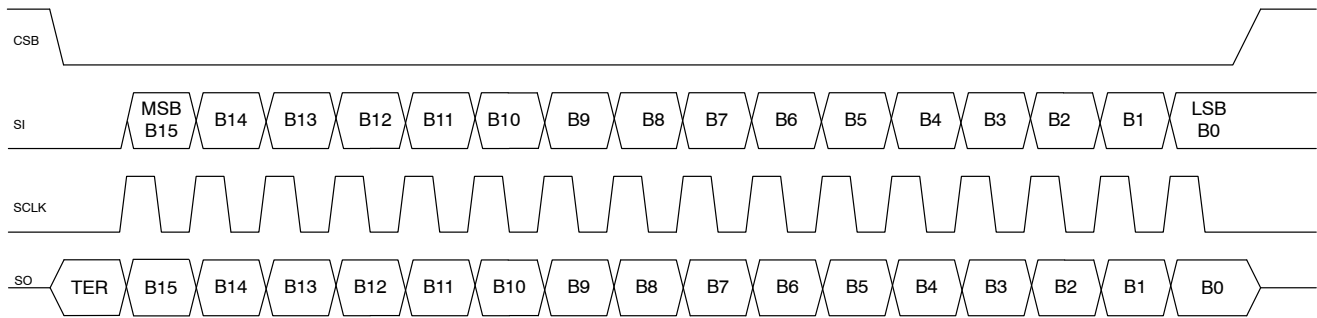 CSB
SI MSB B15 B14 B13 B12 B11 B10 B9 B8 B7 B6 B5 B4 B3 B2 B1 LSB B0
SCLK
SO TER B15 B14 B13 B12 B11 B10 B9 B8 B7 B6 B5 B4 B3 B2 B1 B0